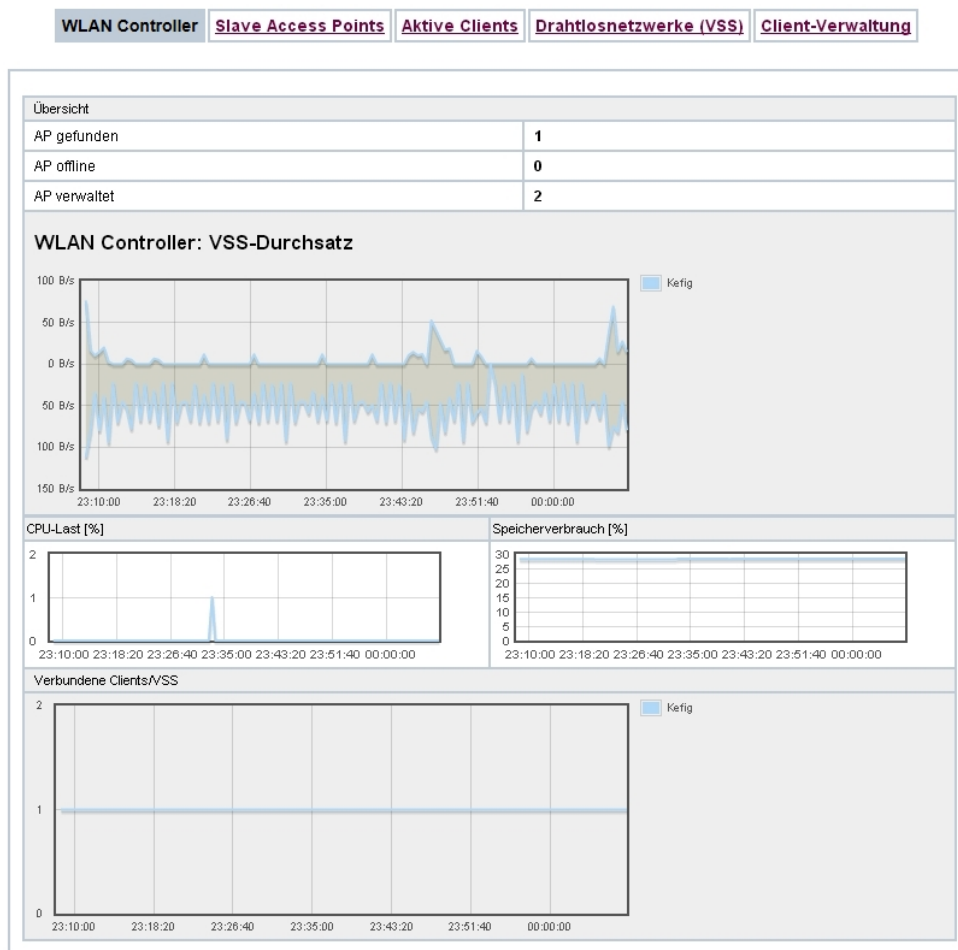 WLAN Controller Slave Access Points Aktive Clients Drahtlosnetzwerke (VSS) Client-Verwaltung
Übersicht
AP gefunden 1
AP offline 0
AP verwaltet 2
WLAN Controller: VSS-Durchsatz
100 B/s
50 B/s
0 B/s
50 B/s
100 B/s
150 B/s
23:10:00 23:18:20 23:26:40 23:35:00 23:43:20 23:51:40 00:00:00
Kefig
CPU-Last [%]
2
1
0
23:10:00 23:18:20 23:26:40 23:35:00 23:43:20 23:51:40 00:00:00
Speicherverbrauch [%]
30
25
20
15
10
5
0
23:10:00 23:18:20 23:26:40 23:35:00 23:43:20 23:51:40 00:00:00
Verbundene Clients/VSS
2
1
0
23:10:00 23:18:20 23:26:40 23:35:00 23:43:20 23:51:40 00:00:00
Kefig